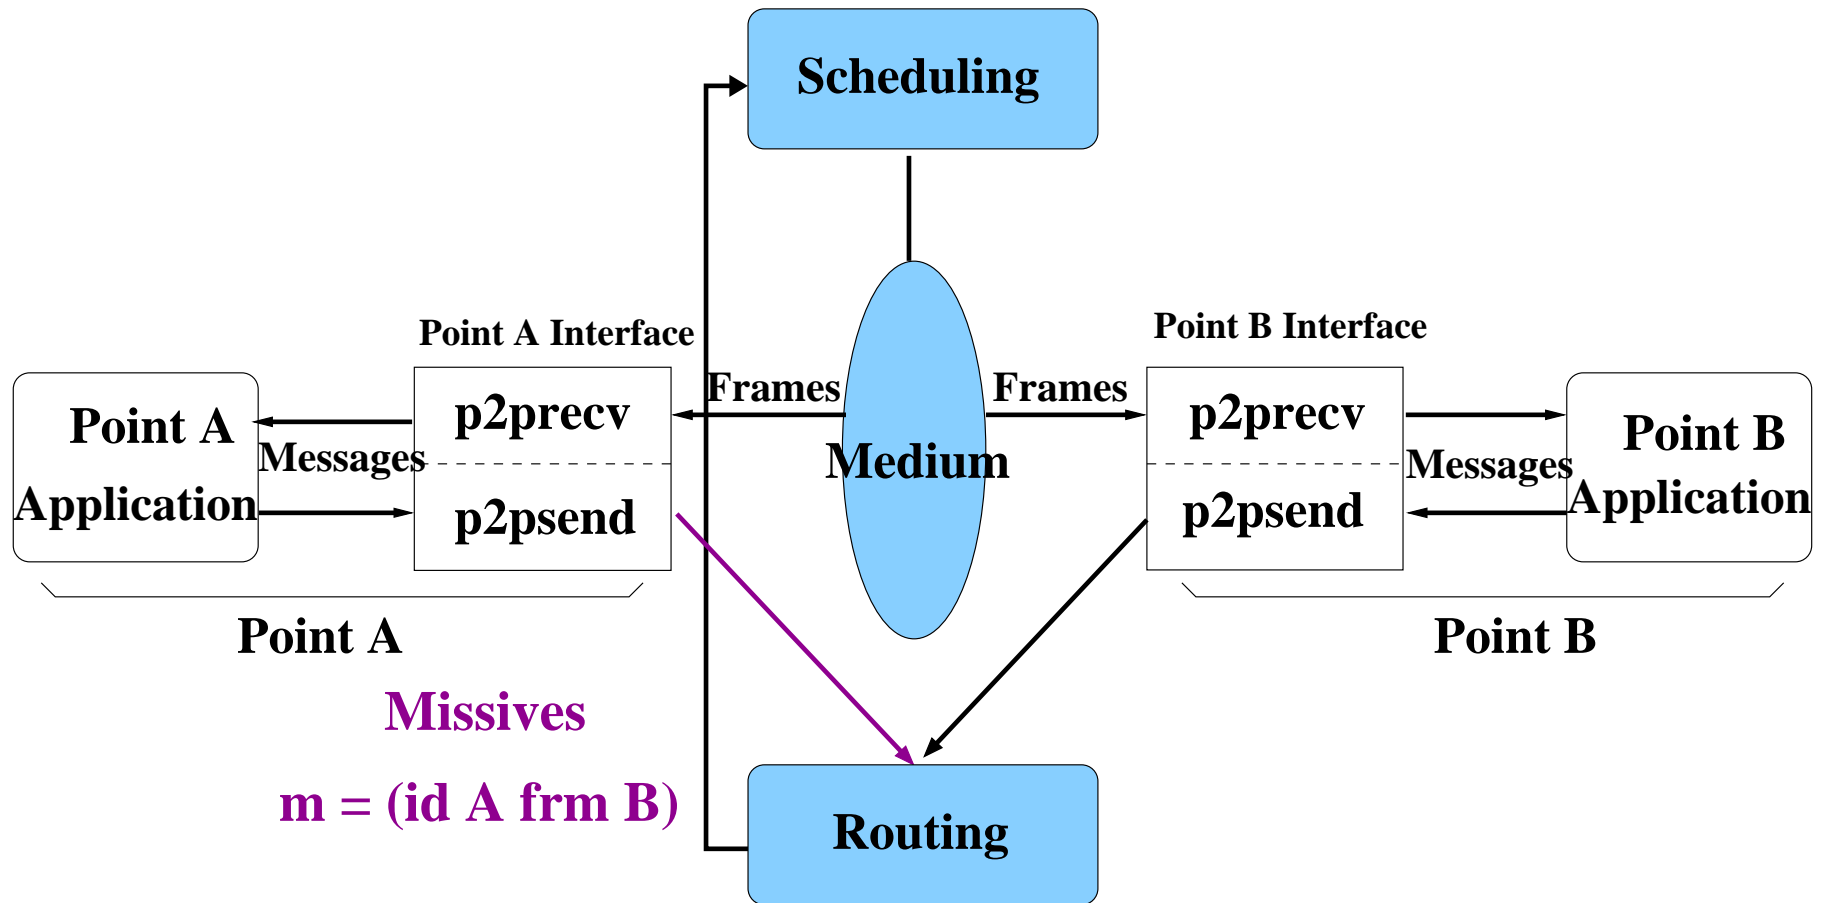 Scheduling
Point A Interface
Point B Interface
Frames
Frames
Point A
Application
Messages
p2precv
p2psend
Medium
p2precv
p2psend
Messages
Point B
Application
Point A
Point B
Missives
m = (id A frm B)
Routing